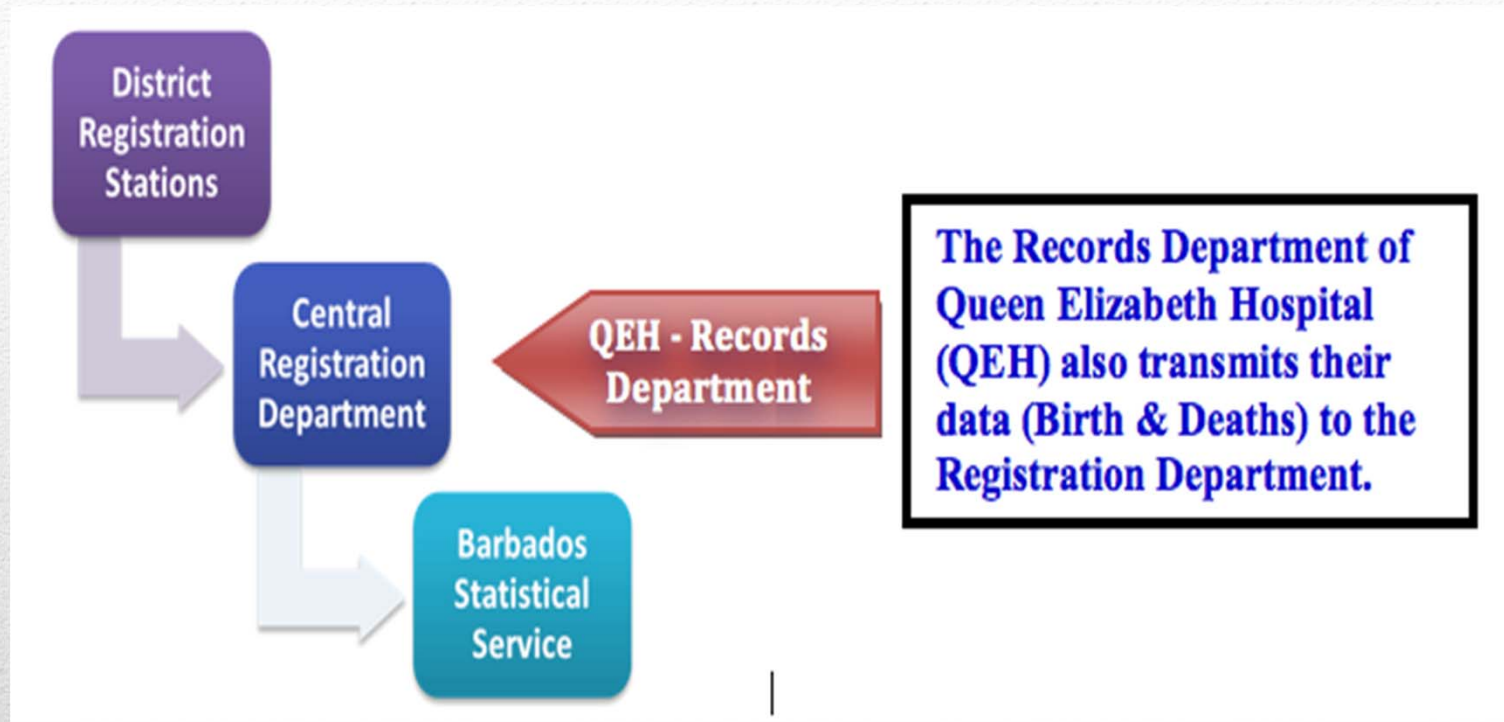 District
Registration
Stations
Central
Registration
Department
QEH - Records
Department
The Records Department of
Queen Elizabeth Hospital
(QEH) also transmits their
data (Birth & Deaths) to the
Registration Department.
Barbados
Statistical
Service